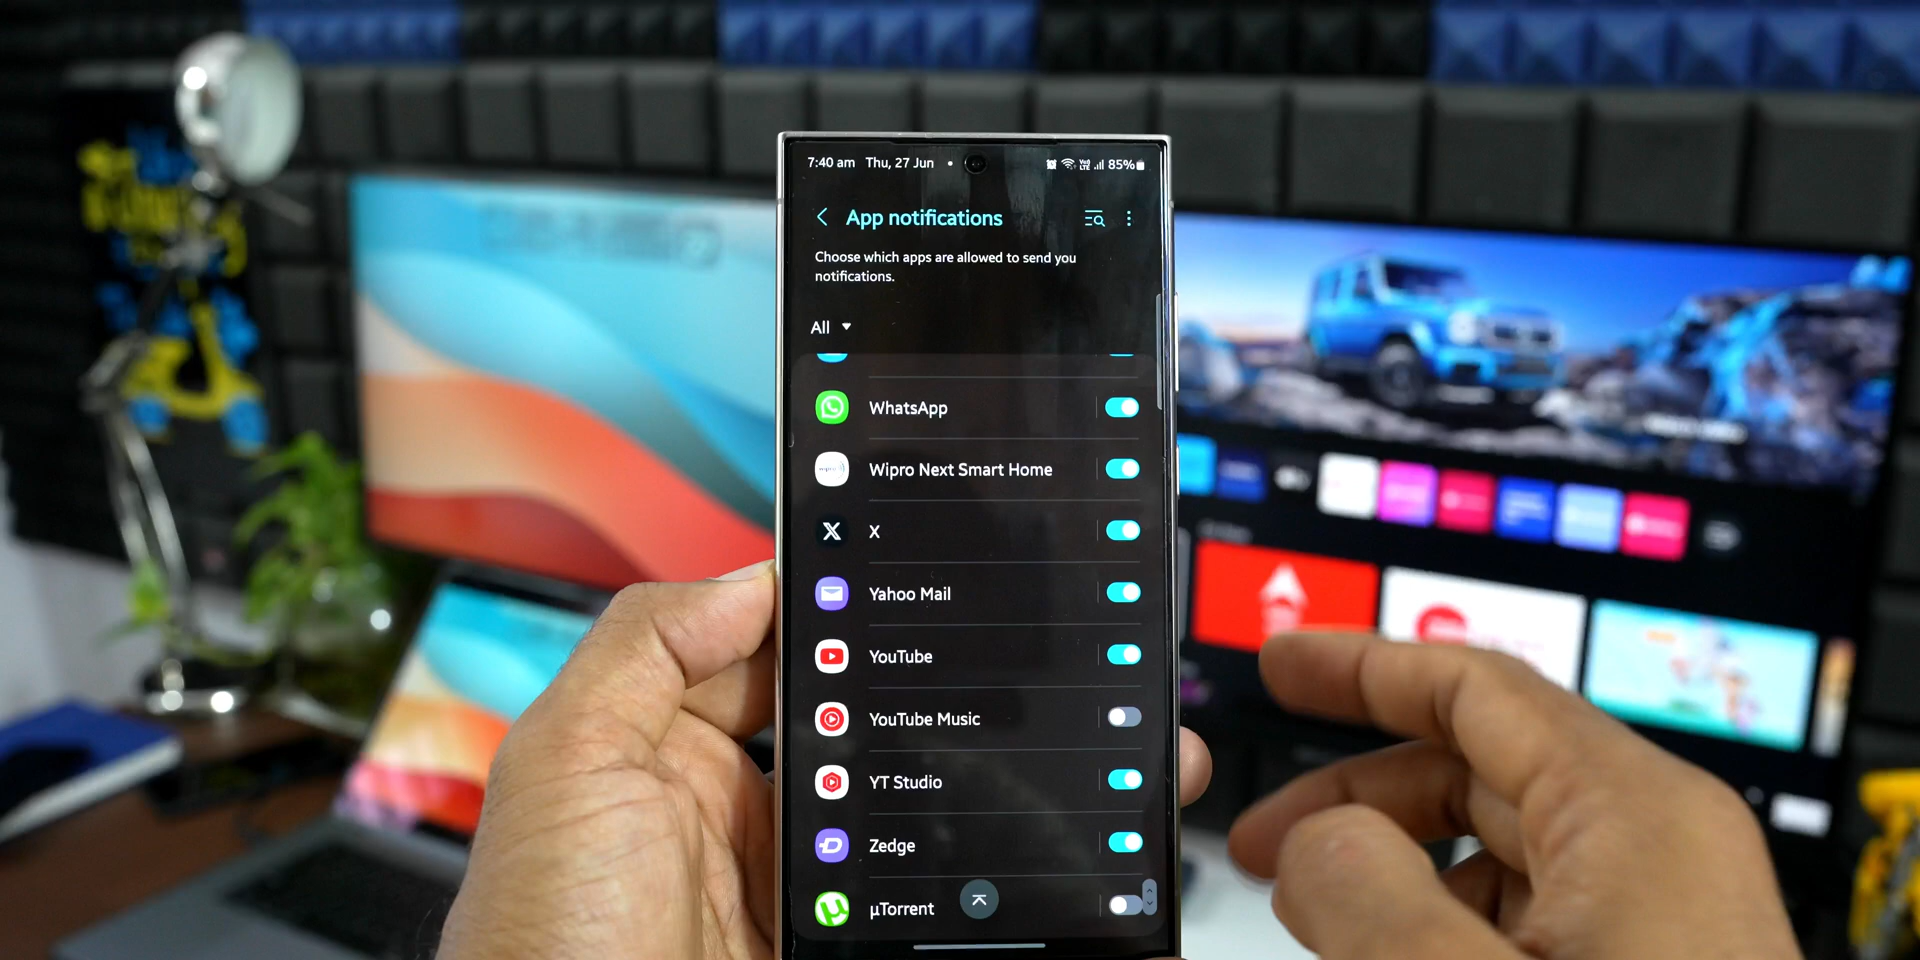 7:40 am Thu, 27 Jun
85%
App notifications
Choose which apps are allowed to send you
notifications.
All
WhatsApp
Wipro Next Smart Home
X
Yahoo Mail
YouTube
YouTube Music
YT Studio
Zedge
µTorrent